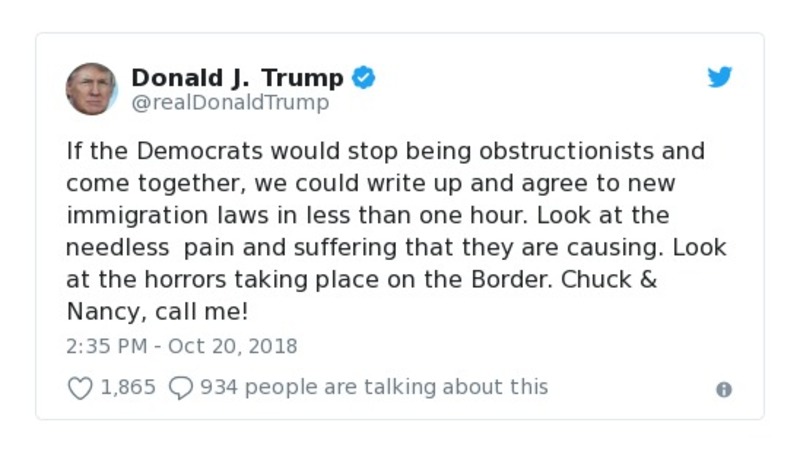 Donald J. Trump
@realDonaldTrump
If the Democrats would stop being obstructionists and
come together, we could write up and agree to new
immigration laws in less than one hour. Look at the
needless  pain and suffering that they are causing. Look
at the horrors taking place on the Border. Chuck &
Nancy, call me!
2:35 PM - Oct 20, 2018
1,865 934 people are talking about this